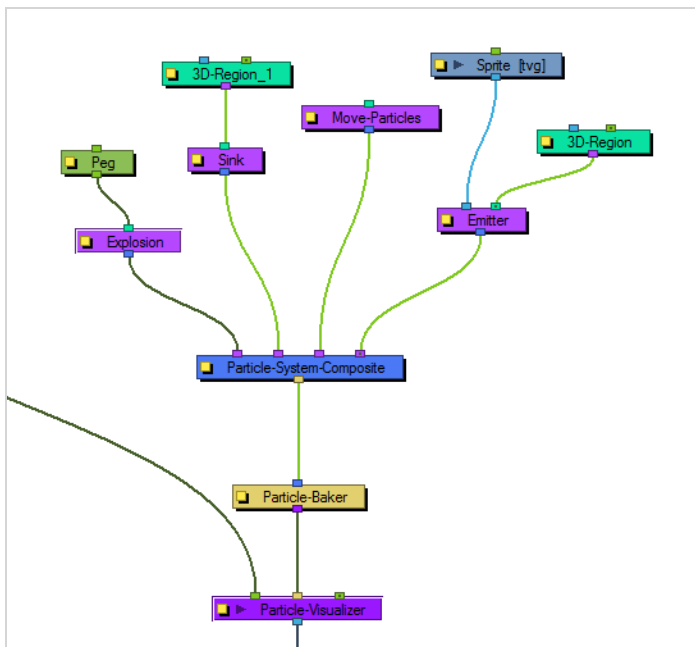 3D-Region_1
Sprite [tvg]
Move-Particles
3D-Region
Peg
Sink
Emitter
Explosion
Particle-System-Composite
Particle-Baker
Particle-Visualizer